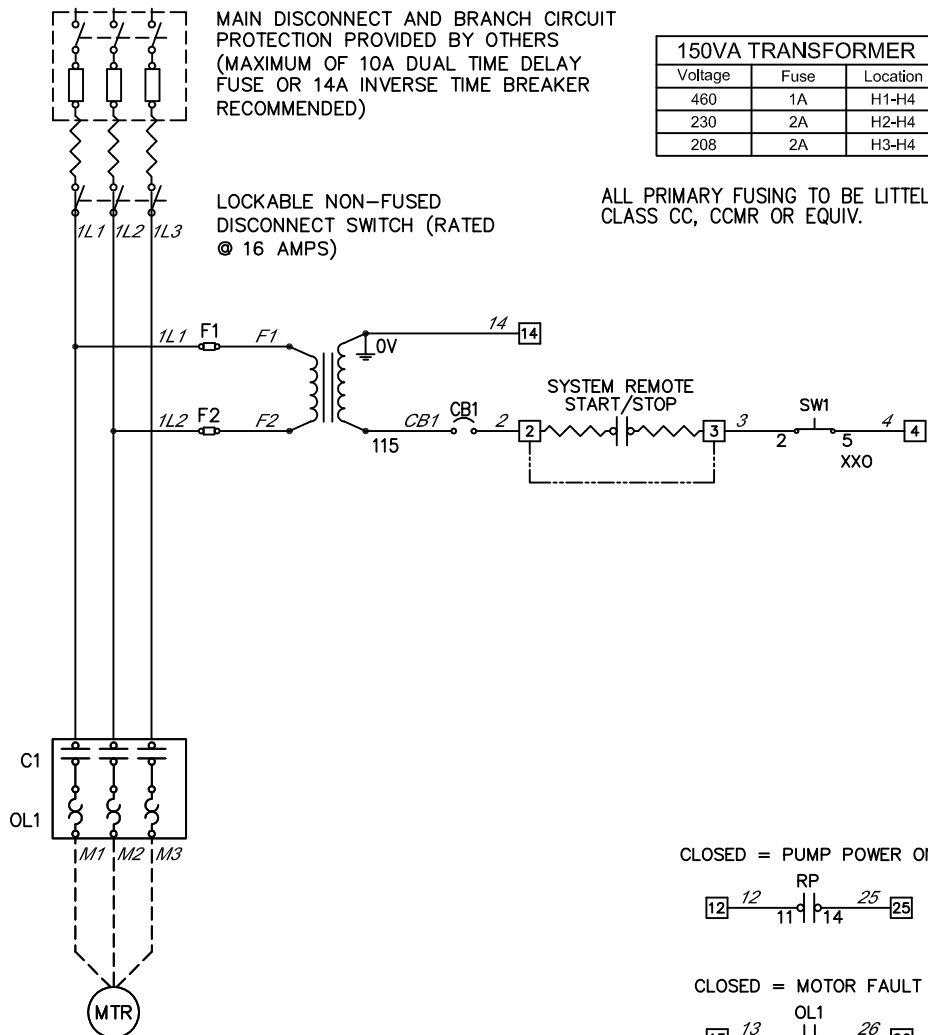 MAIN DISCONNECT AND BRANCH CIRCUIT
PROTECTION PROVIDED BY OTHERS
(MAXIMUM OF 10A DUAL TIME DELAY
FUSE OR 14A INVERSE TIME BREAKER
RECOMMENDED)
150VA TRANSFORMER
Voltage Fuse Location
460 1A H1-H4
230 2A H2-H4
208 2A H3-H4
LOCKABLE NON-FUSED
DISCONNECT SWITCH (RATED
@ 16 AMPS)
ALL PRIMARY FUSING TO BE LITTEL
CLASS CC, CCMR OR EQUIV.
1L1 1L2 1L3
1L1 F1 F1
0V
14 14
1L2 F2 F2
115
CB1 CB1 2 2
SYSTEM REMOTE
START/STOP
3 3
SW1
2 5
XXO
4 4
C1
OL1
M1 M2 M3
MTR
CLOSED = PUMP POWER ON
RP
12 12 11 14 25 25
CLOSED = MOTOR FAULT
OL1
13 26